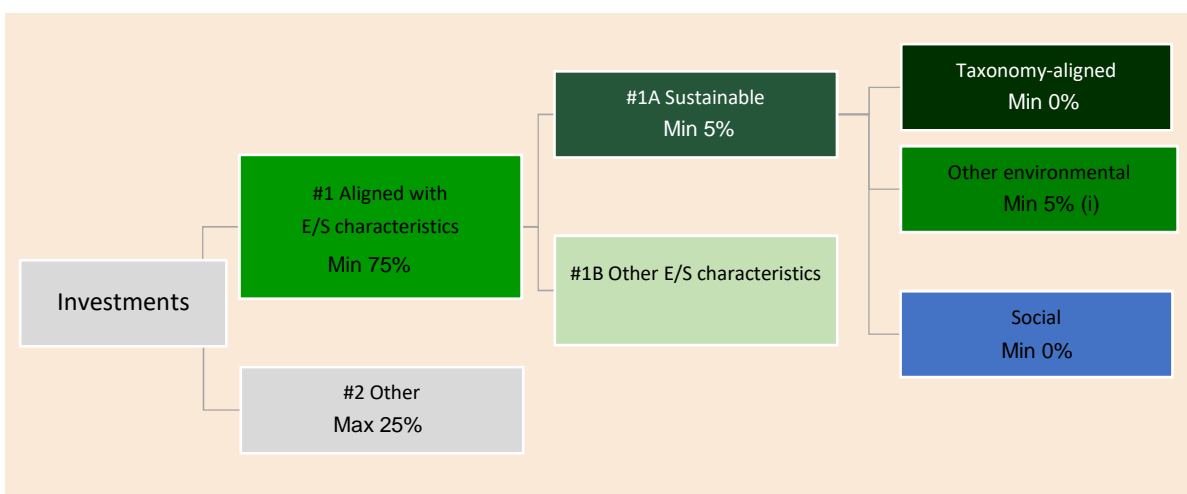 Investments
#1 Aligned with
E/S characteristics
Min 75%
#2 Other
Max 25%
#1A Sustainable
Min 5%
#1B Other E/S characteristics
Taxonomy-aligned
Min 0%
Other environmental
Min 5% (i)
Social
Min 0%